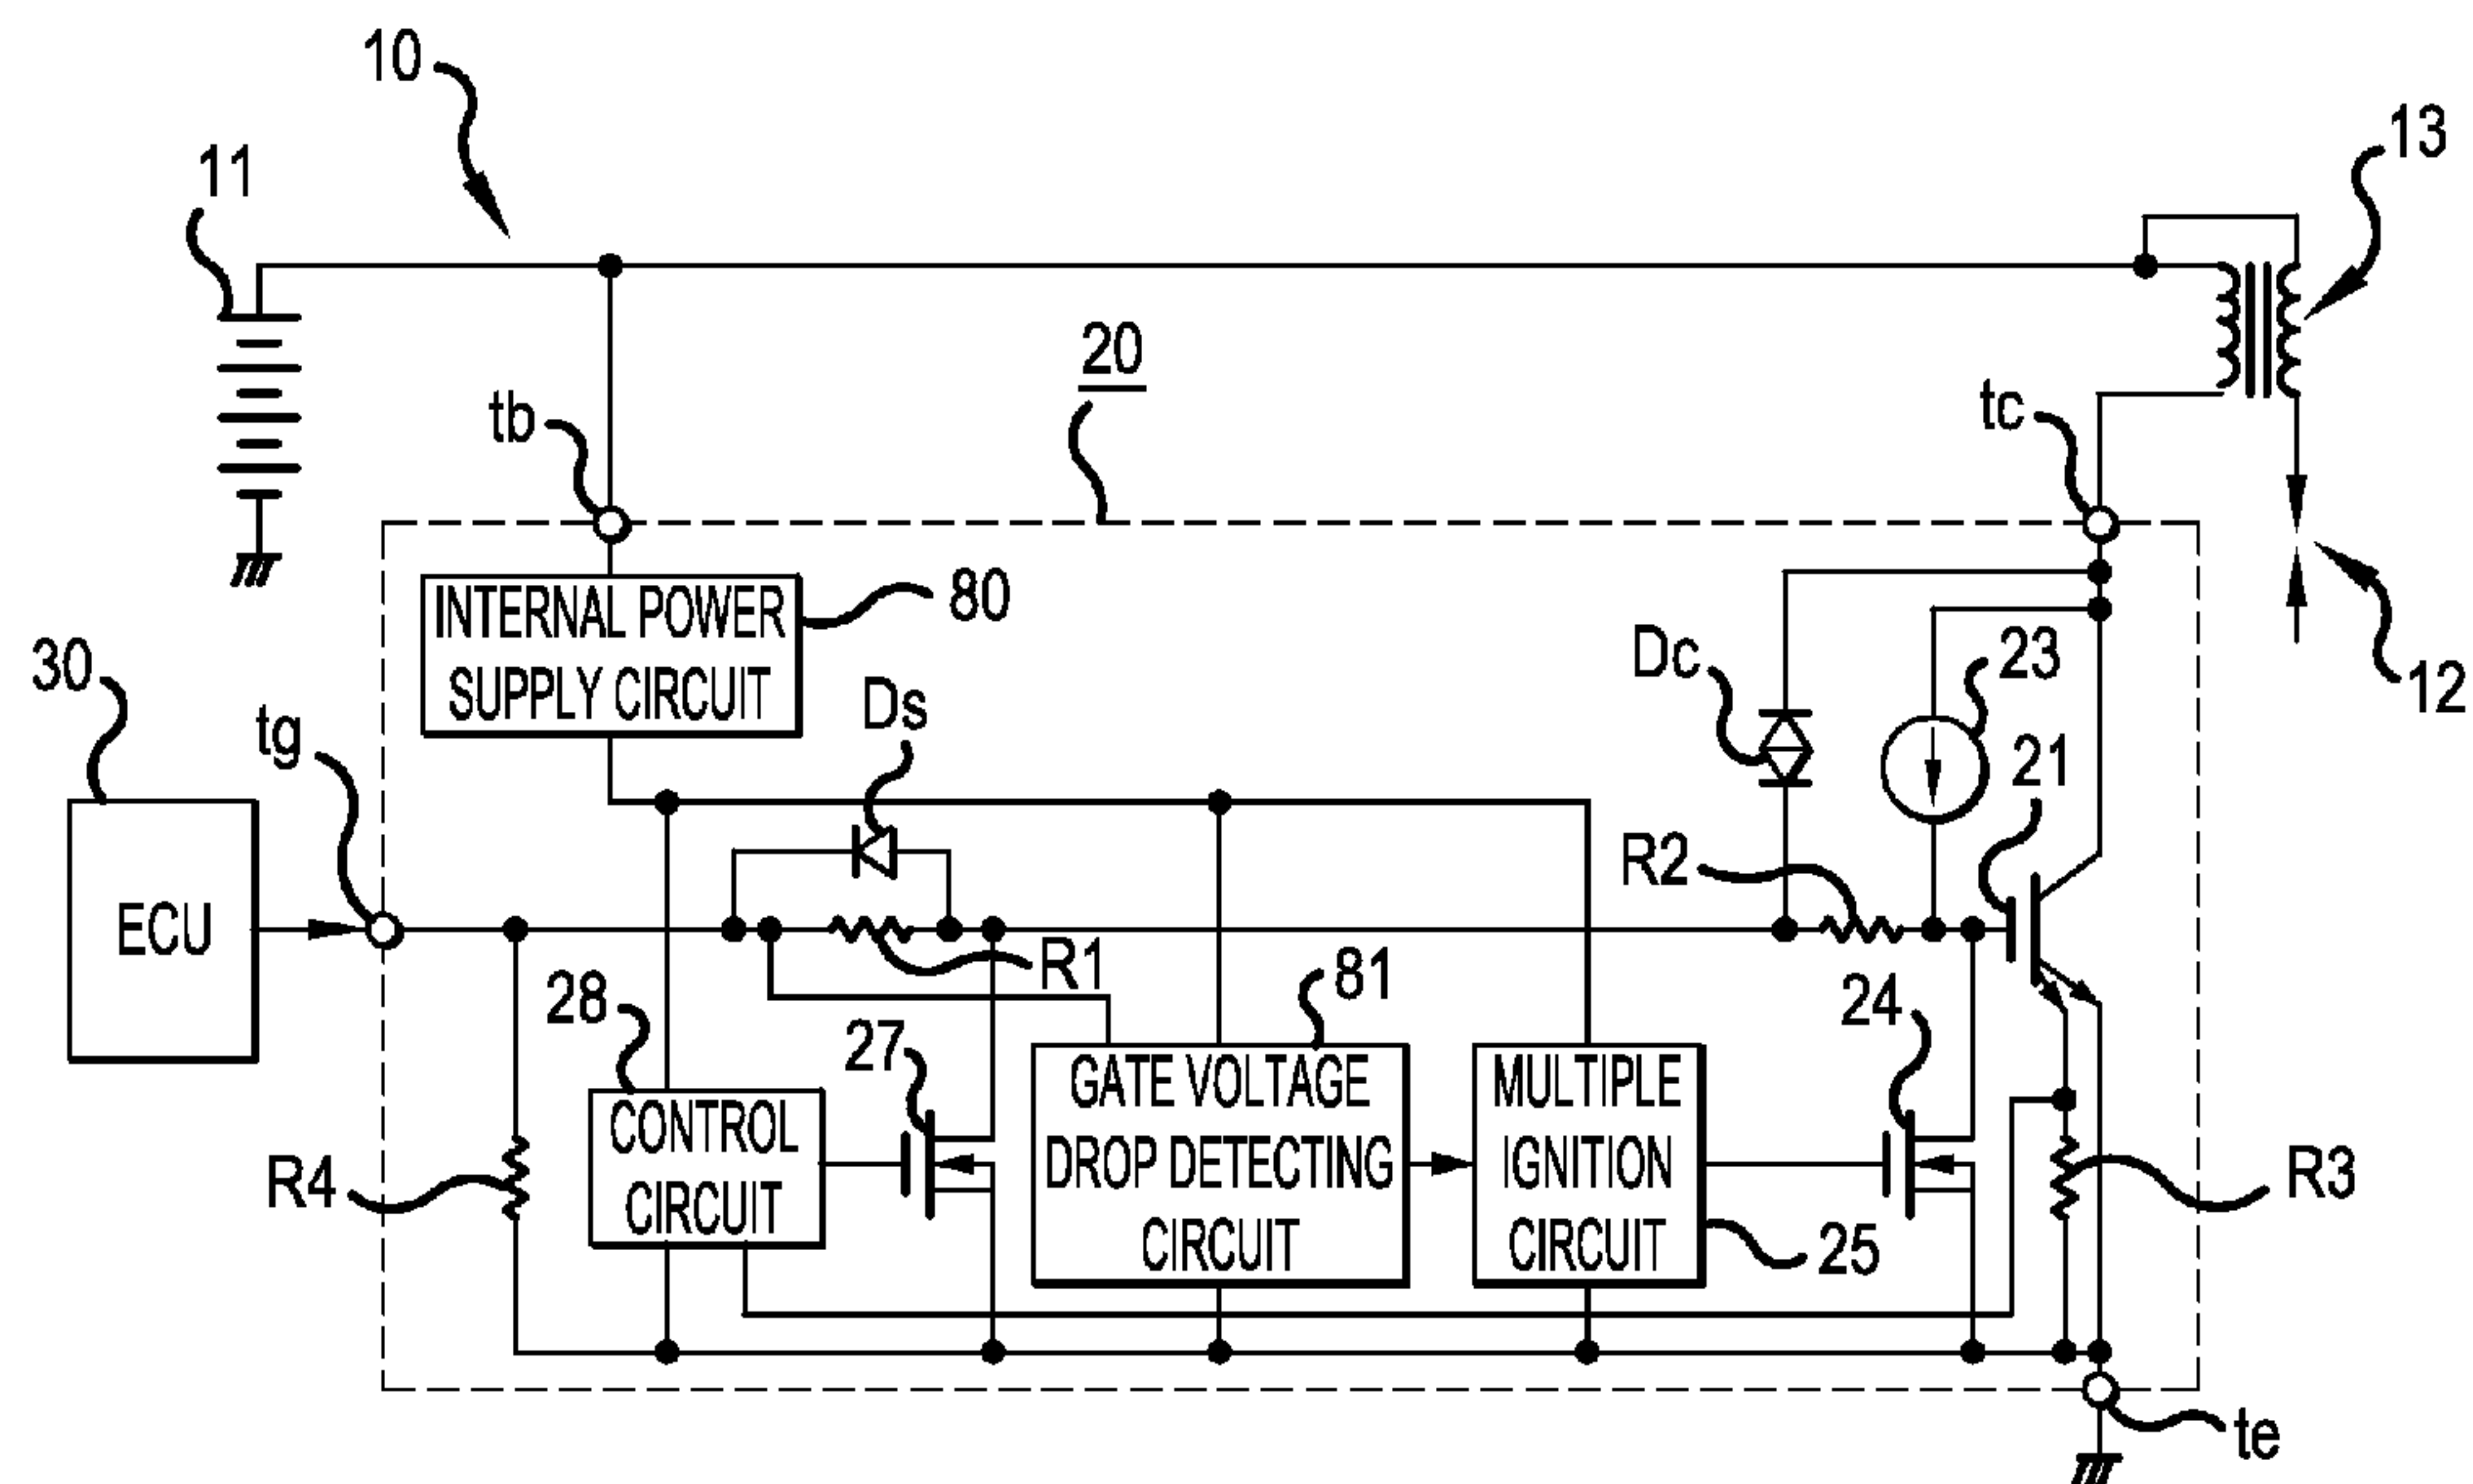 10
11
13
20
tb
tc
INTERNAL POWER
SUPPLY CIRCUIT
80
Dc
23
12
30
tg
Ds
21
R2
ECU
R1
81
28
27
24
GATE VOLTAGE
DROP DETECTING
CIRCUIT
MULTIPLE
IGNITION
CIRCUIT
CONTROL
CIRCUIT
R4
R3
25
te